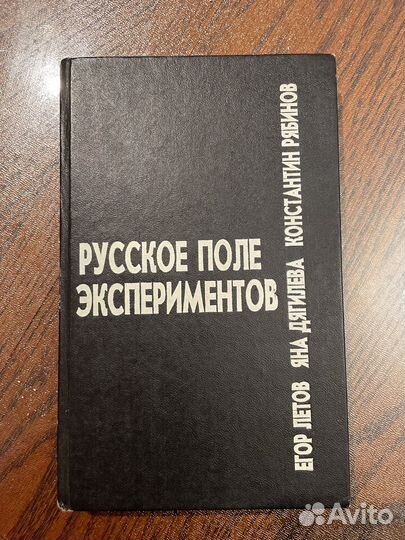 РУССКОЕ ПОЛЕ
ЭКСПЕРИМЕНТОВ
ЕГОР ЛЕТОВ ЯНА ДЯГИЛЕВА КОНСТАНТИН РЯБИНОВ
Avito